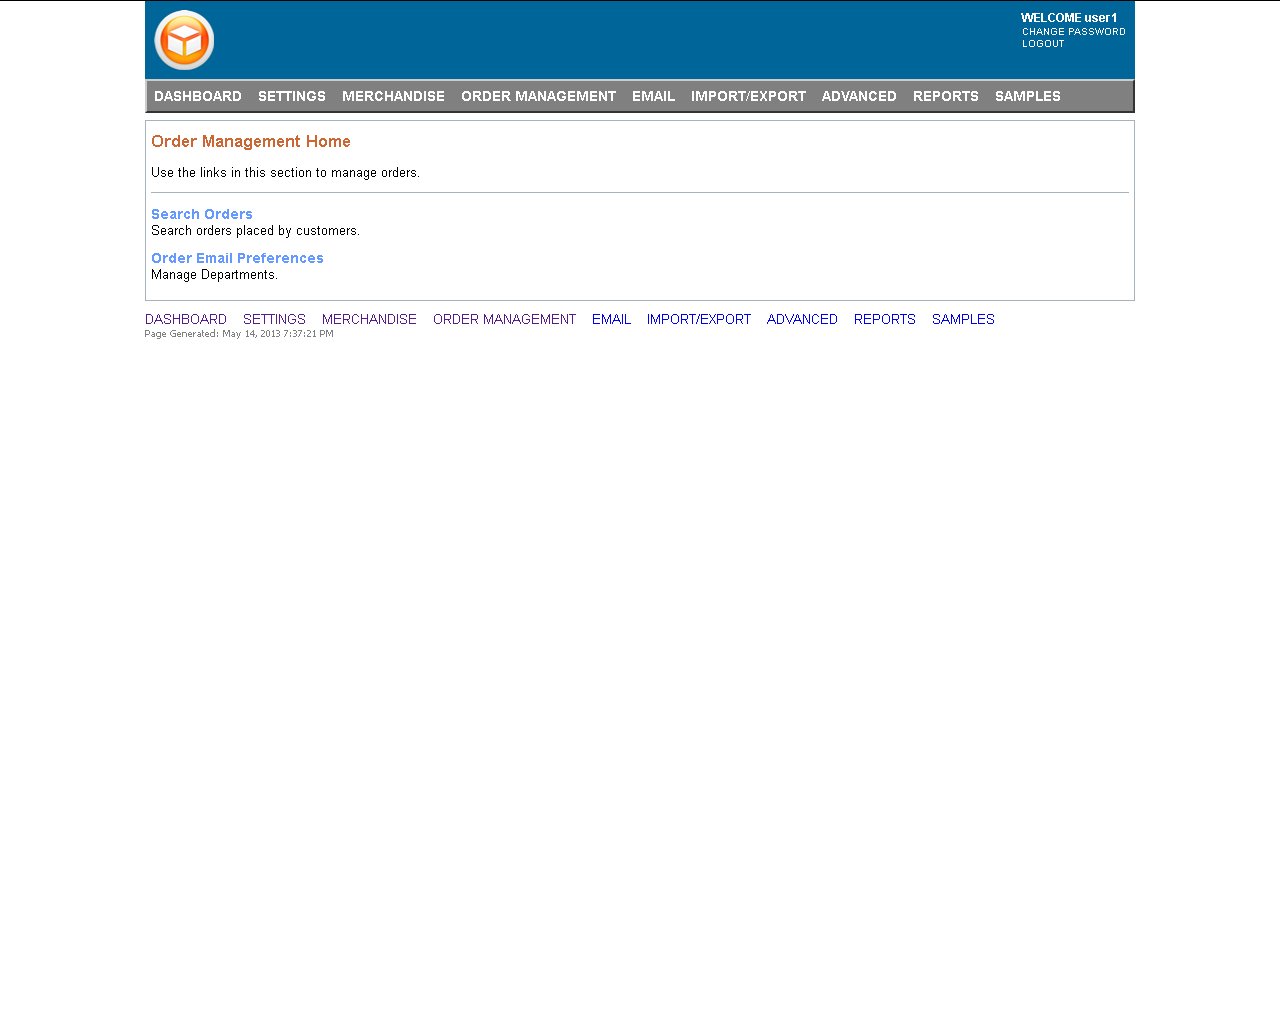 WELCOME user1
CHANGE PASSWORD
LOGOUT
DASHBOARD SETTINGS MERCHANDISE ORDER MANAGEMENT EMAIL IMPORT/EXPORT ADVANCED REPORTS SAMPLES
Order Management Home
Use the links in this section to manage orders.
Search Orders
Search orders placed by customers.
Order Email Preferences
Manage Departments.
DASHBOARD SETTINGS MERCHANDISE ORDER MANAGEMENT EMAIL IMPORT/EXPORT ADVANCED REPORTS SAMPLES
Page Generated: May 14, 2013 7:37:21 PM